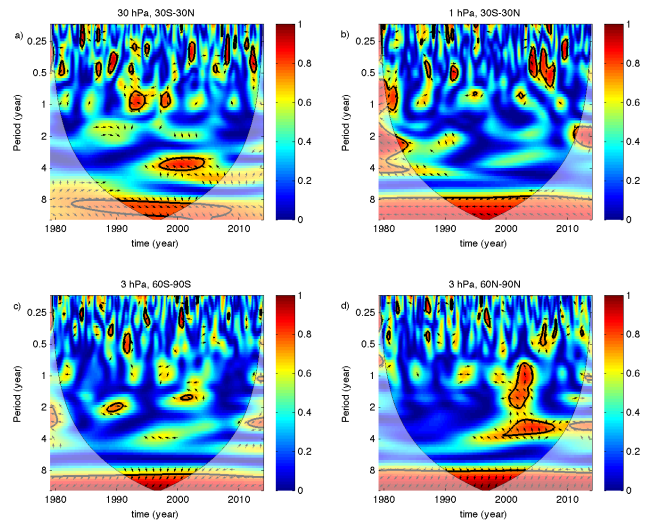 30 hPa, 30S-30N
a)
Period (year)
0.25
0.5
1
2
4
8
1980 1990 2000 2010
time (year)
1
0.8
0.6
0.4
0.2
0
1 hPa, 30S-30N
b)
Period (year)
0.25
0.5
1
2
4
8
1980 1990 2000 2010
time (year)
1
0.8
0.6
0.4
0.2
0
3 hPa, 60S-90S
c)
Period (year)
0.25
0.5
1
2
4
8
1980 1990 2000 2010
time (year)
1
0.8
0.6
0.4
0.2
0
3 hPa, 60N-90N
d)
Period (year)
0.25
0.5
1
2
4
8
1980 1990 2000 2010
time (year)
1
0.8
0.6
0.4
0.2
0